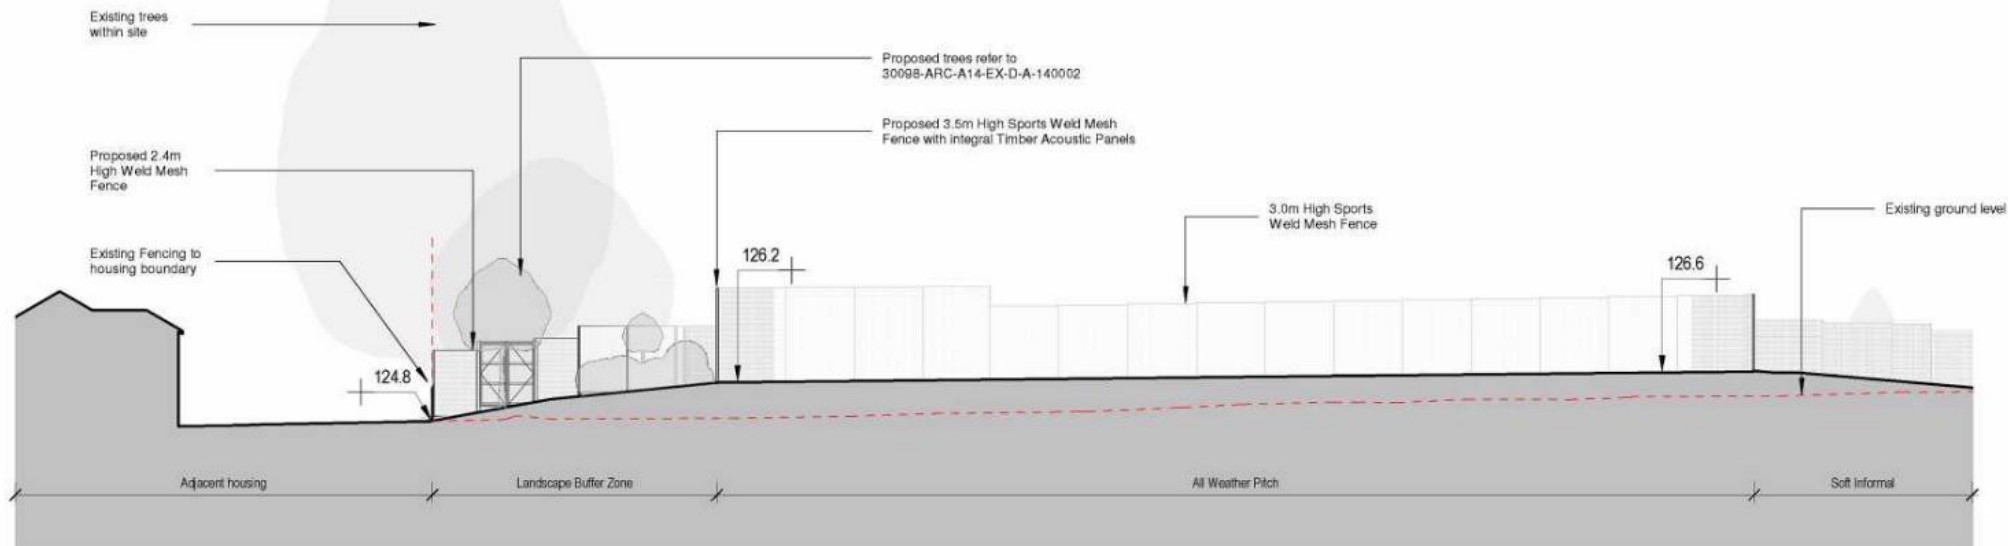 Existing trees
within site
Proposed trees refer to
30098-ARC-A14-EX-D-A-140002
Proposed 3.5m High Sports Weld Mesh
Fence with integral Timber Acoustic Panels
Proposed 2.4m
High Weld Mesh
Fence
3.0m High Sports
Weld Mesh Fence
Existing ground level
Existing Fencing to
housing boundary
126.2
126.6
124.8
Adjacent housing
Landscape Buffer Zone
All Weather Pitch
Soft Informal